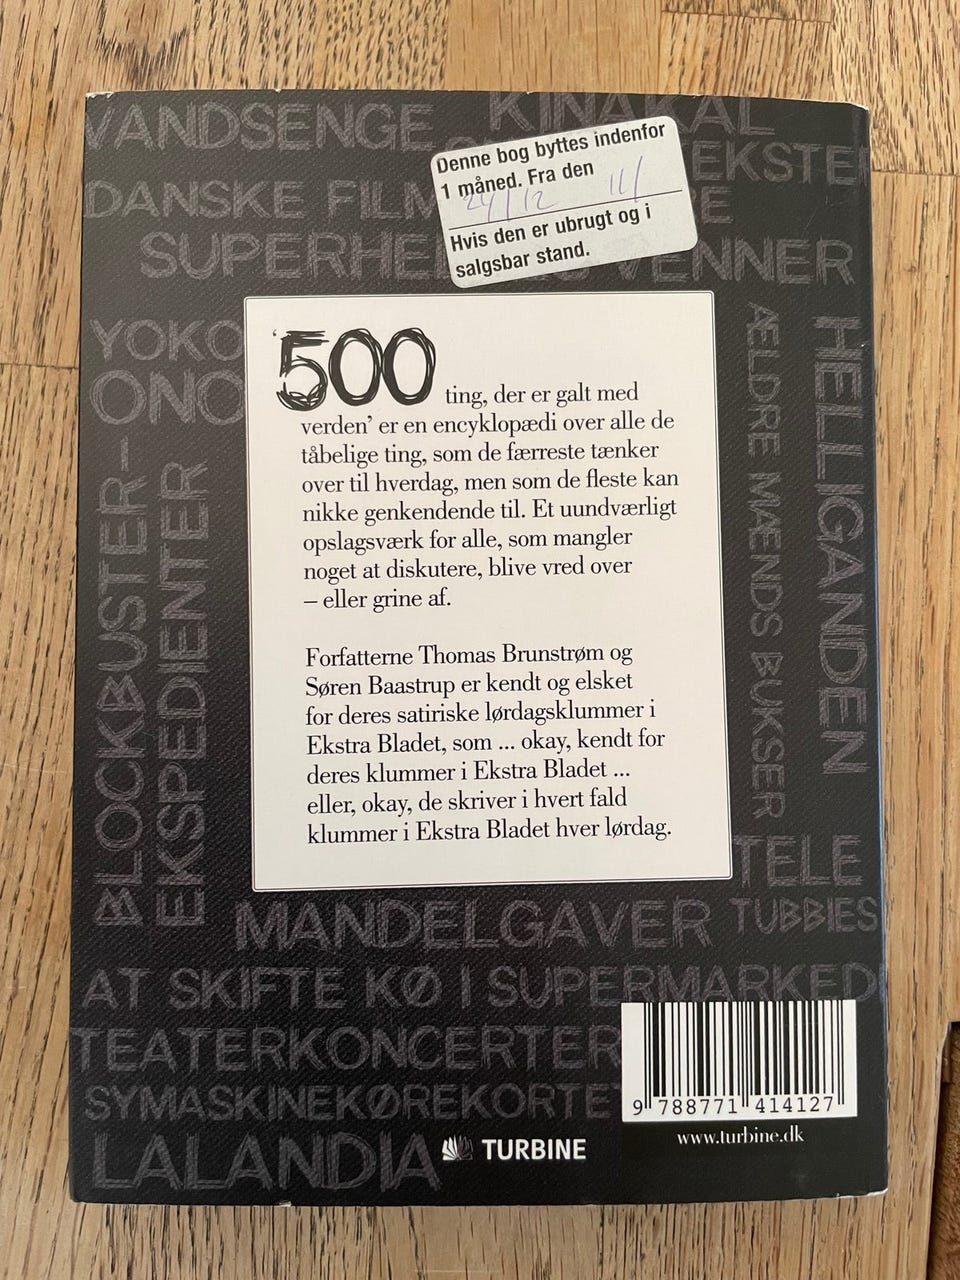 VANDSENGE
KINAKÅL
DANSKE FILM
SUPERHE
VENNER
Denne bog byttes indenfor
1 måned. Fra den
24/12 11/
Hvis den er ubrugt og i
salgsbar stand.
YOKO
ONO
BLOCKBUSTER-
EKSPEDIENTER
'500
ting, der er galt med
verden' er en encyklopædi over alle de
tåbelige ting, som de færreste tænker
over til hverdag, men som de fleste kan
nikke genkendende til. Et uundværligt
opslagsværk for alle, som mangler
noget at diskutere, blive vred over
– eller grine af.
Forfatterne Thomas Brunstrøm og
Søren Baastrup er kendt og elsket
for deres satiriske lørdagsklummer i
Ekstra Bladet, som ... okay, kendt for
deres klummer i Ekstra Bladet ...
eller, okay, de skriver i hvert fald
klummer i Ekstra Bladet hver lørdag.
ÆLDRE MÆNDS BUKSER
HELLIGÅNDEN
TELE
TUBBIES
MANDELGAVER
AT SKIFTE KØ I SUPERMARKED
TEATERKONCERTER
SYMASKINEKØREKORTET
LALANDIA
TURBINE
9 788771 414127
www.turbine.dk